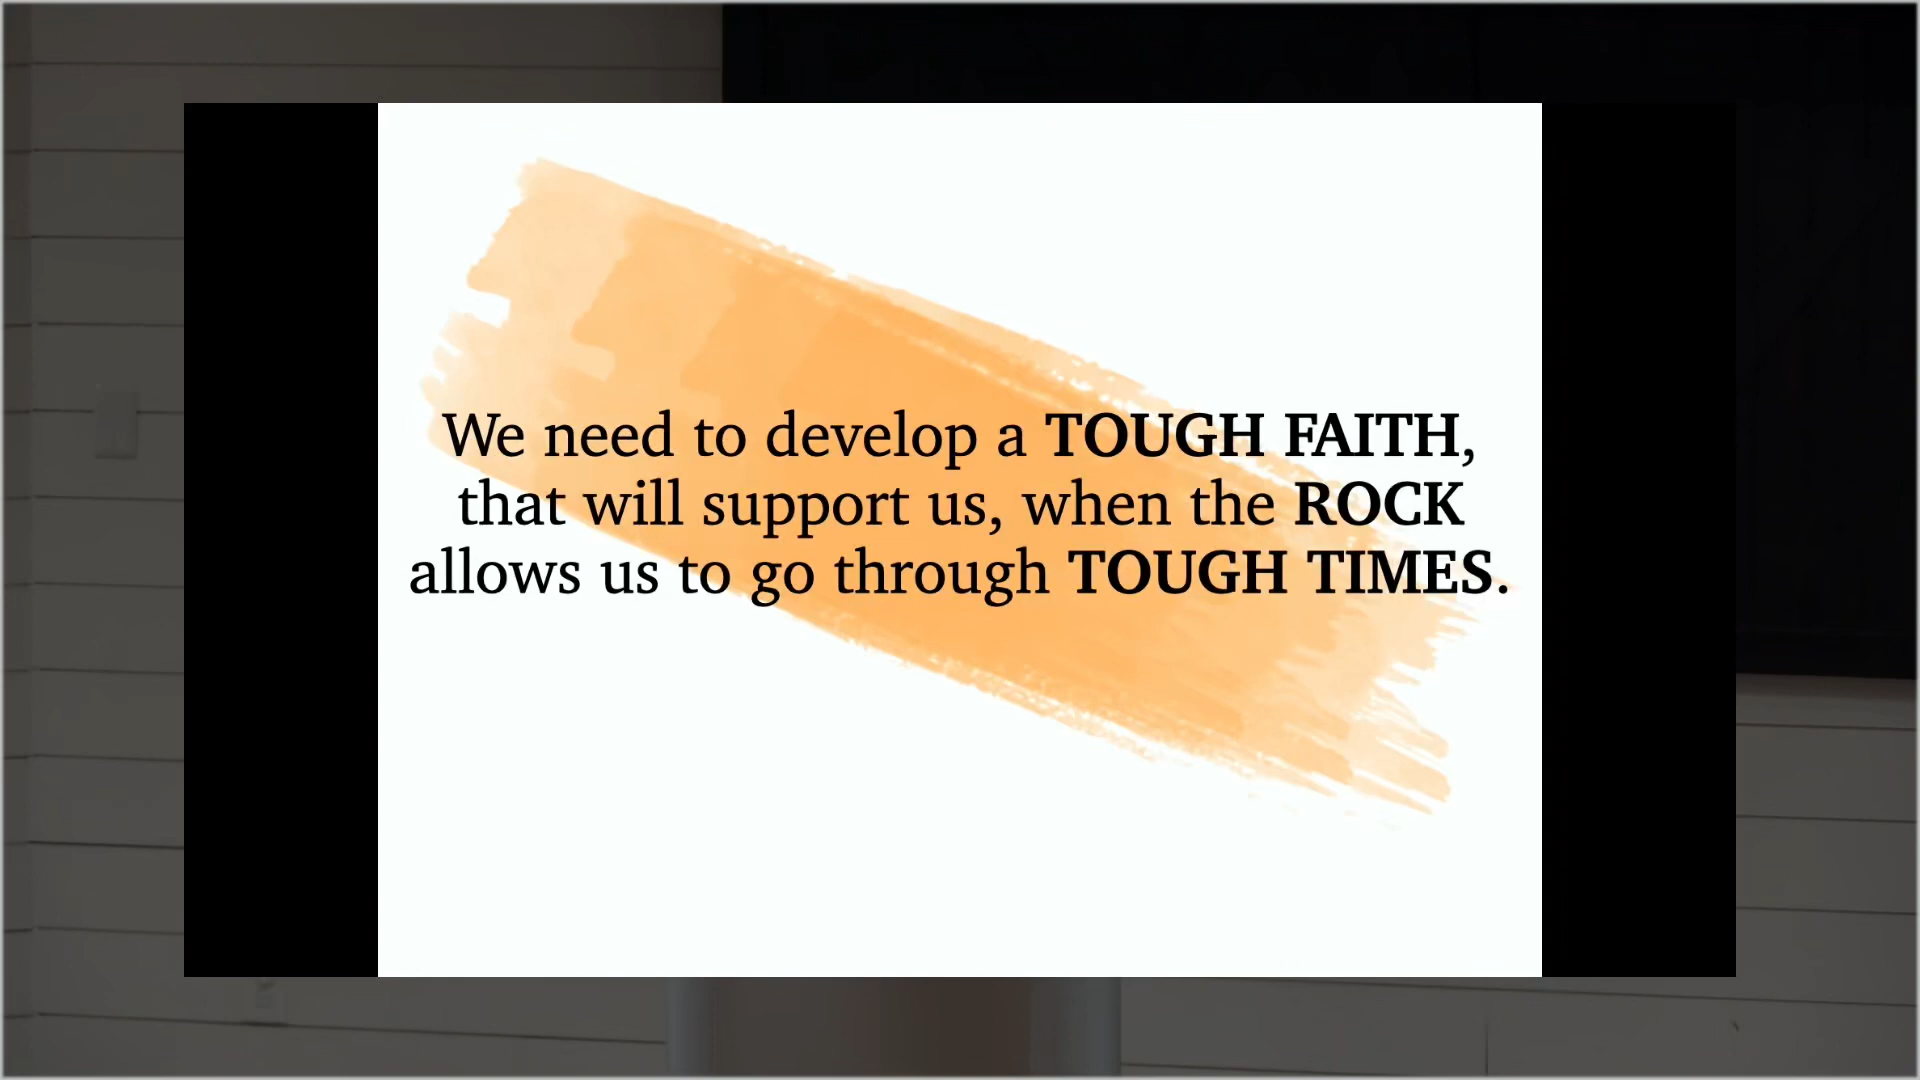 We need to develop a TOUGH FAITH,
that will support us, when the ROCK
allows us to go through TOUGH TIMES.